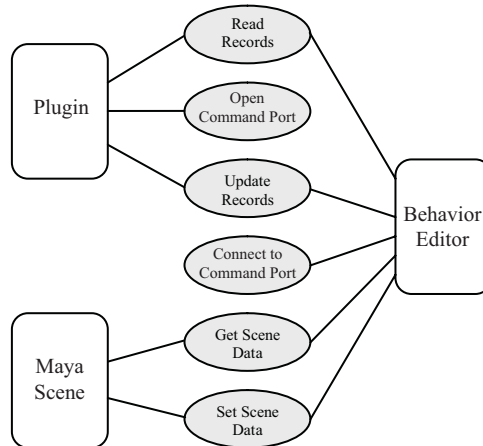 Read
Records
Plugin
Open
Command Port
Update
Records
Behavior
Editor
Connect to
Command Port
Get Scene
Data
Maya
Scene
Set Scene
Data